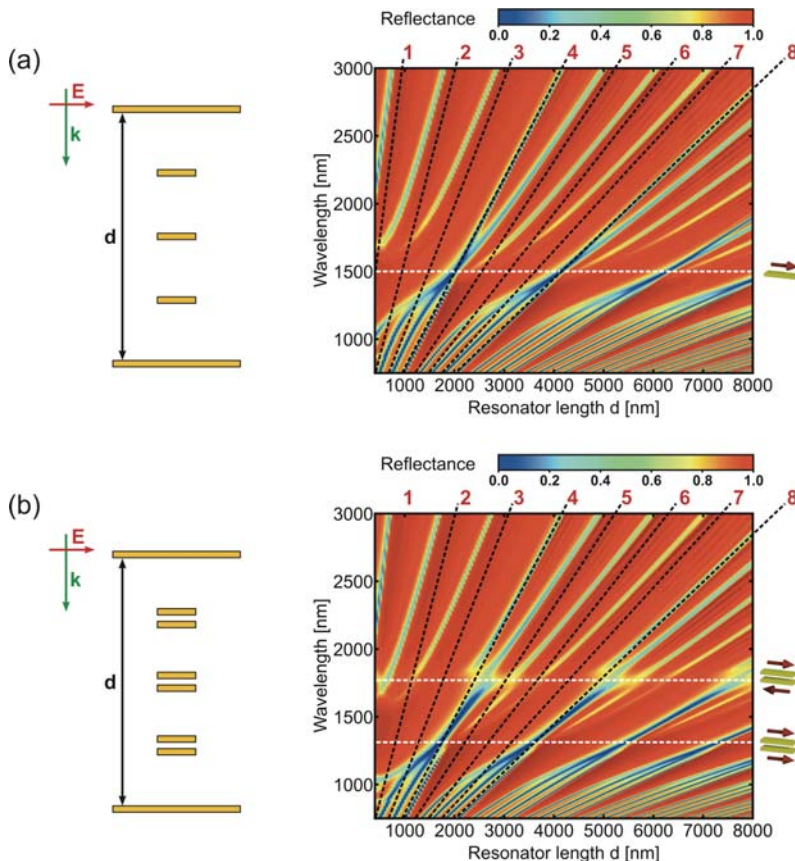 Reflectance
0.0 0.2 0.4 0.6 0.8 1.0
(a)
1 2 3 4 5 6 7 8
E
k
d
3000
2500
2000
1500
1000
Wavelength [nm]
1000 2000 3000 4000 5000 6000 7000 8000
Resonator length d [nm]
Reflectance
0.0 0.2 0.4 0.6 0.8 1.0
(b)
1 2 3 4 5 6 7 8
E
k
d
3000
2500
2000
1500
1000
Wavelength [nm]
1000 2000 3000 4000 5000 6000 7000 8000
Resonator length d [nm]